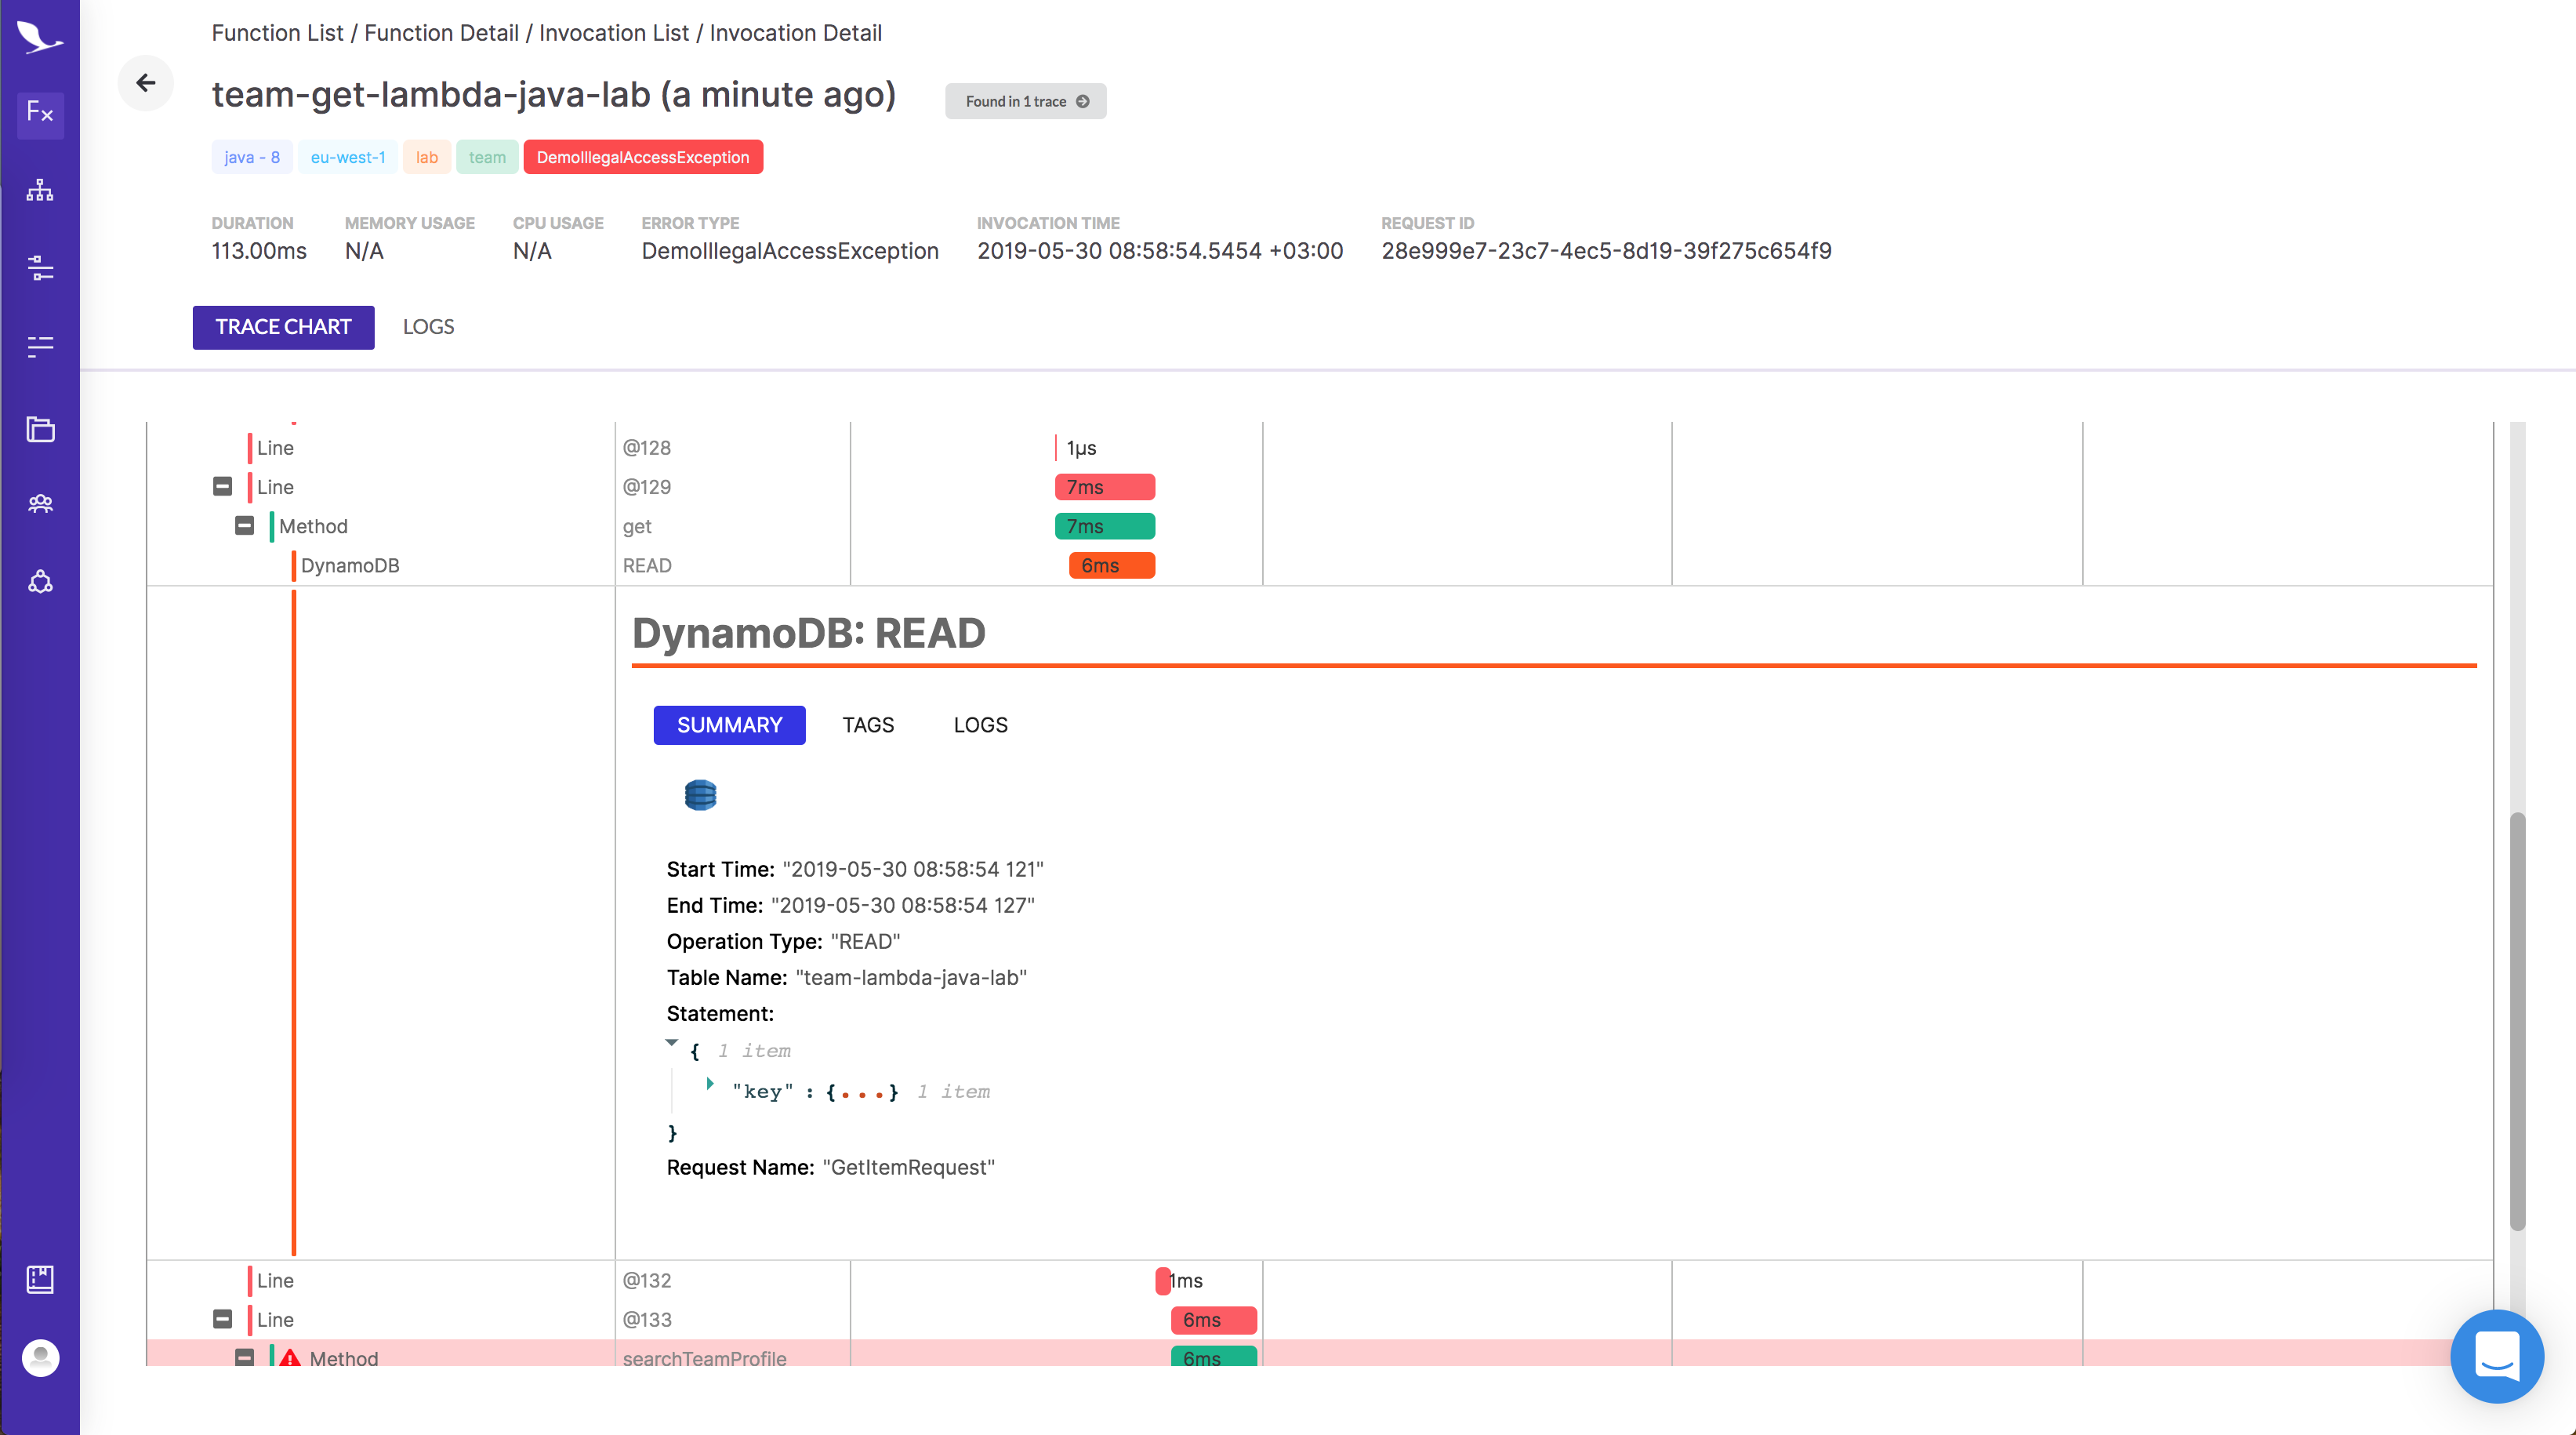 Function List / Function Detail / Invocation List / Invocation Detail
team-get-lambda-java-lab (a minute ago)
Found in 1 trace
Fx
java - 8
eu-west-1
lab
team
DemoIllegalAccessException
DURATION
113.00ms
MEMORY USAGE
N/A
CPU USAGE
N/A
ERROR TYPE
DemoIllegalAccessException
INVOCATION TIME
2019-05-30 08:58:54.5454 +03:00
REQUEST ID
28e999e7-23c7-4ec5-8d19-39f275c654f9
TRACE CHART
LOGS
Line @128 1µs
Line @129 7ms
Method get 7ms
DynamoDB READ 6ms
DynamoDB: READ
SUMMARY TAGS LOGS
Start Time: "2019-05-30 08:58:54 121"
End Time: "2019-05-30 08:58:54 127"
Operation Type: "READ"
Table Name: "team-lambda-java-lab"
Statement:
{ 1 item
"key" : {...} 1 item
}
Request Name: "GetItemRequest"
Line @132 1ms
Line @133 6ms
Method searchTeamProfile 6ms